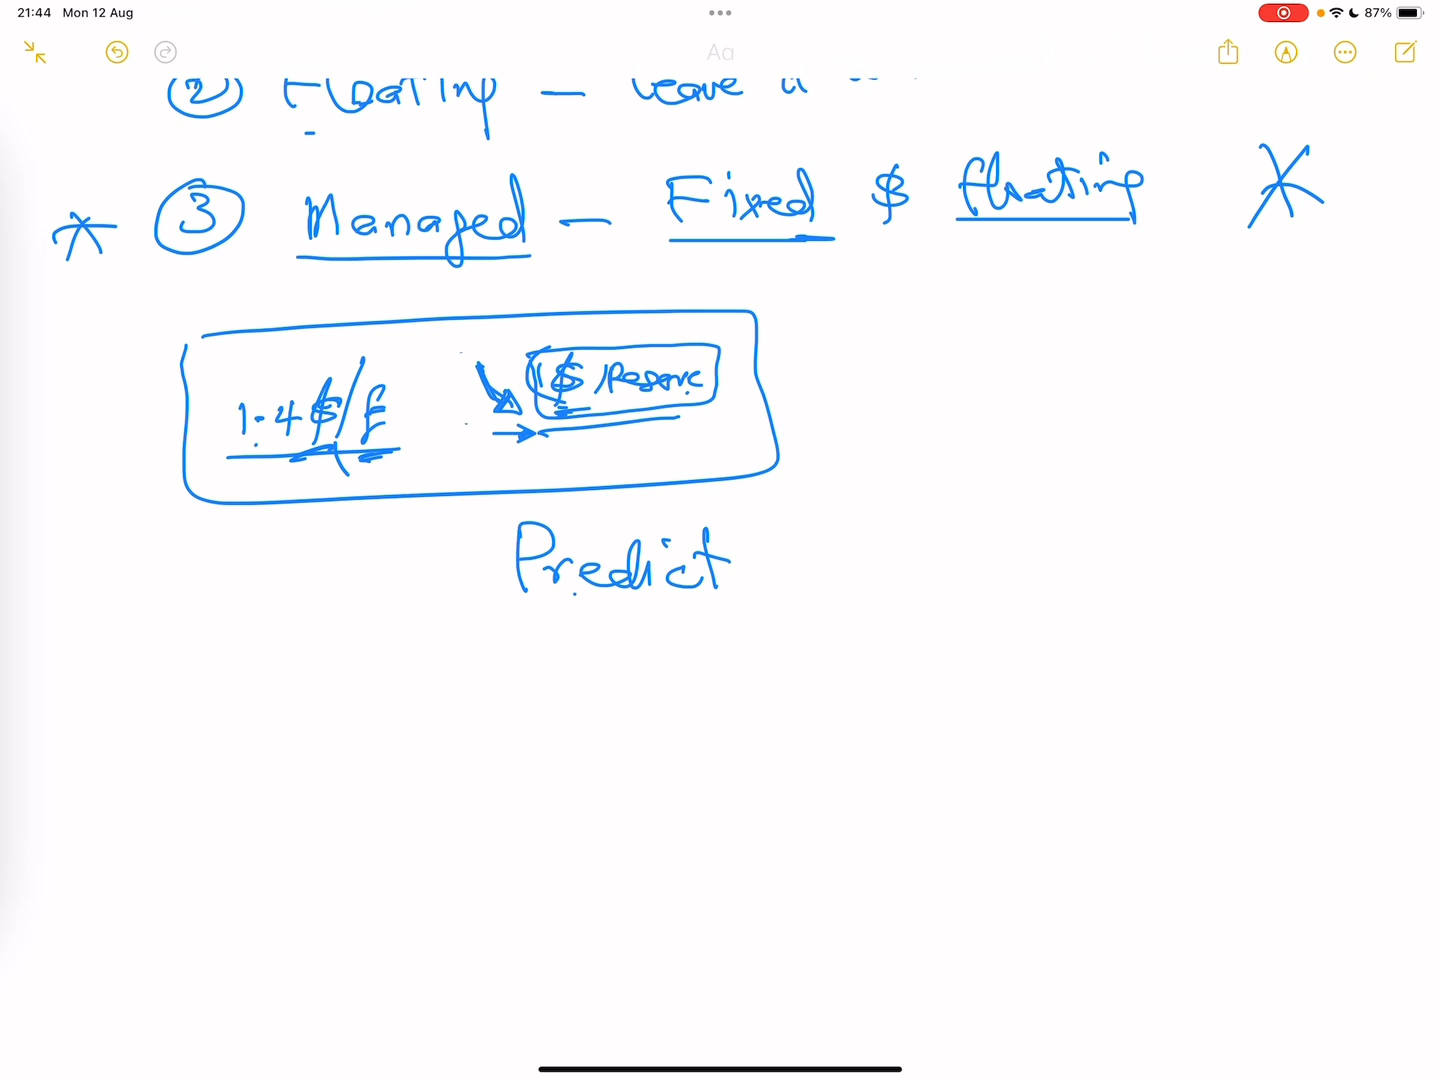 21:44 Mon 12 Aug
87%
Aa
② Floating — leave it
* ③ Managed — Fixed $ floating *
1.4 $/£ 1$/Reserve
Predict